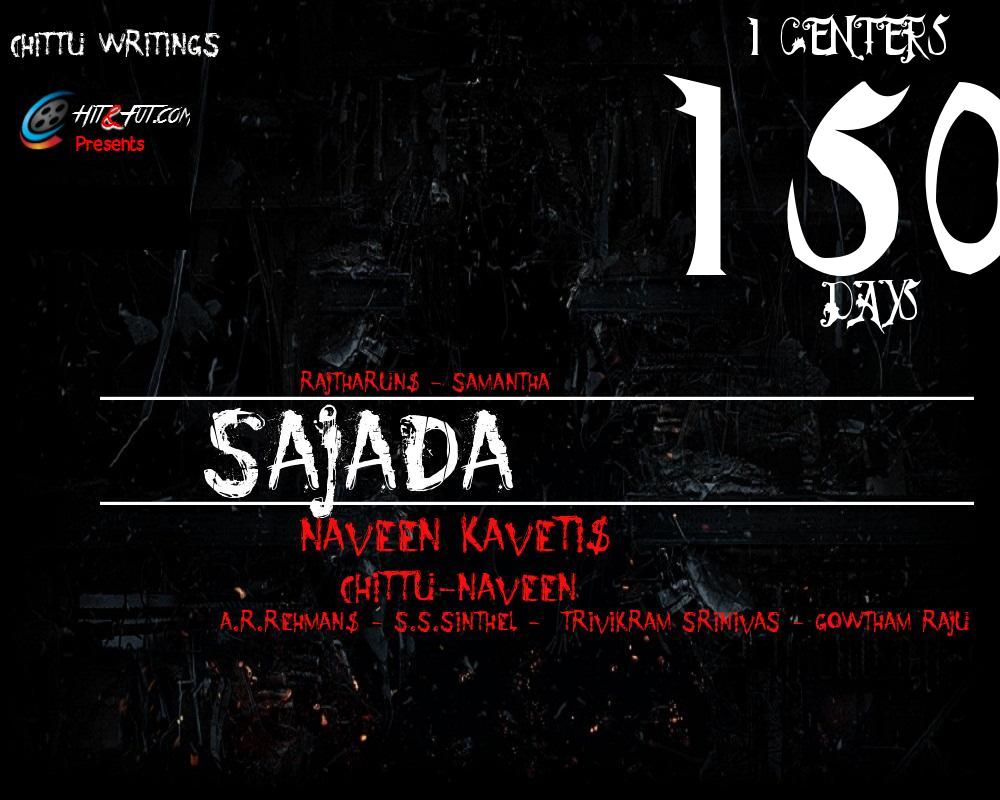 CHITTU WRITINGS
1 CENTERS
HIT&FUT.COM
Presents
150
DAYS
RAJTHARUN$ - SAMANTHA
SAJADA
NAVEEN KAVETI$
CHITTU-NAVEEN
A.R.REHMAN$ - S.S.SINTHEL - TRIVIKRAM SRINIVAS - GOWTHAM RAJU